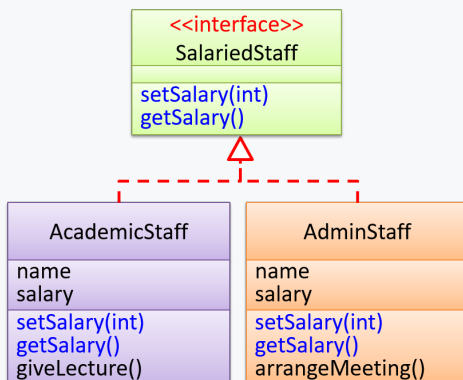 <<interface>>
SalariedStaff
setSalary(int)
getSalary()
AcademicStaff
name
salary
setSalary(int)
getSalary()
giveLecture()
AdminStaff
name
salary
setSalary(int)
getSalary()
arrangeMeeting()